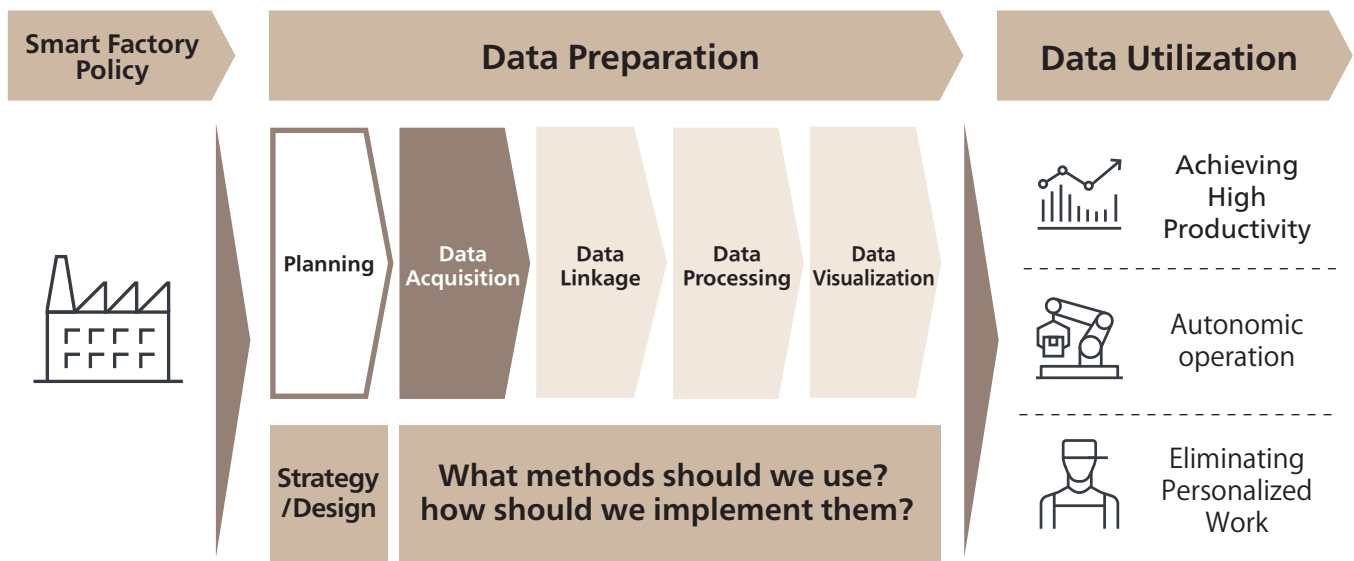 Smart Factory
Policy
Data Preparation
Data Utilization
Planning
Data
Acquisition
Data
Linkage
Data
Processing
Data
Visualization
Strategy
/Design
What methods should we use?
how should we implement them?
Achieving
High
Productivity
Autonomic
operation
Eliminating
Personalized
Work